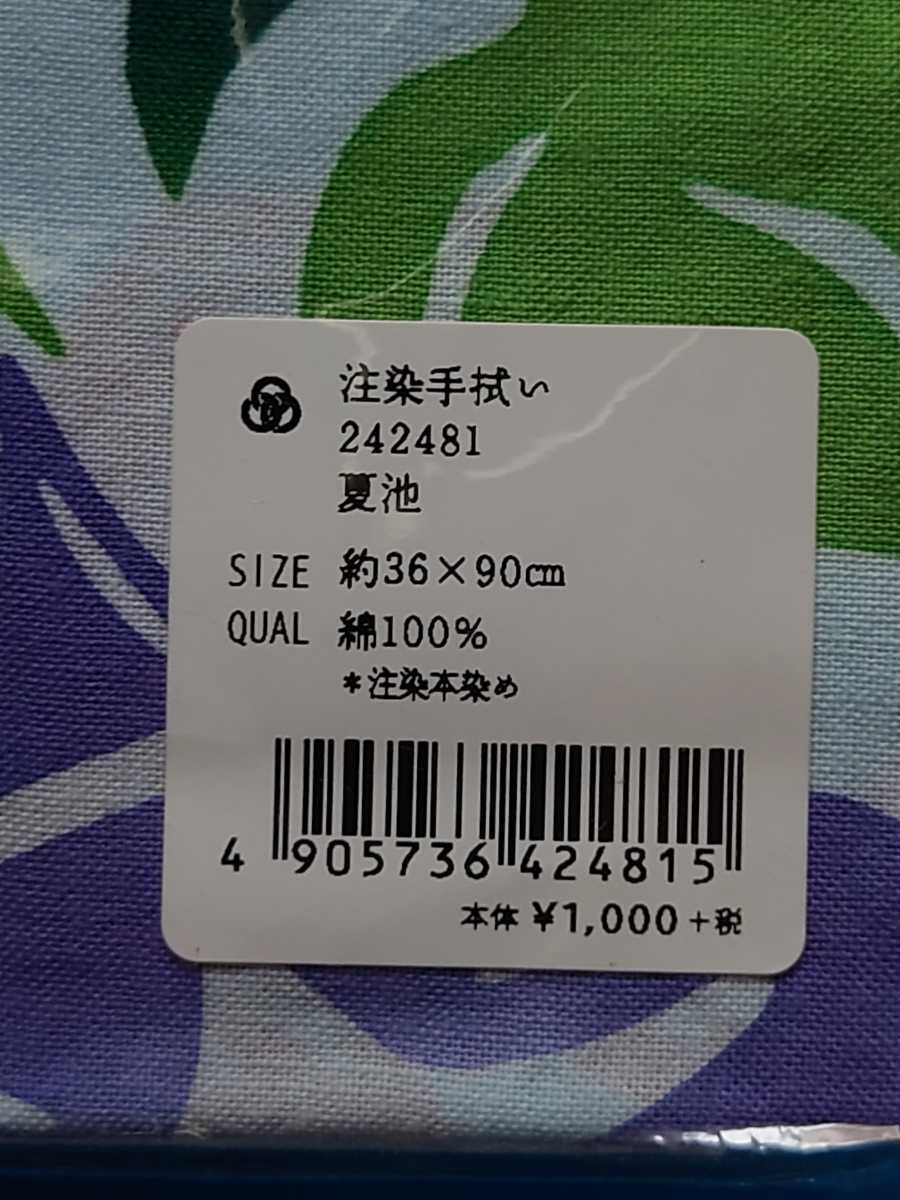 注染手拭い
242481
夏池
SIZE 約36×90㎝
QUAL 綿100%
*注染本染め
4 905736 424815
本体 ¥1,000+税